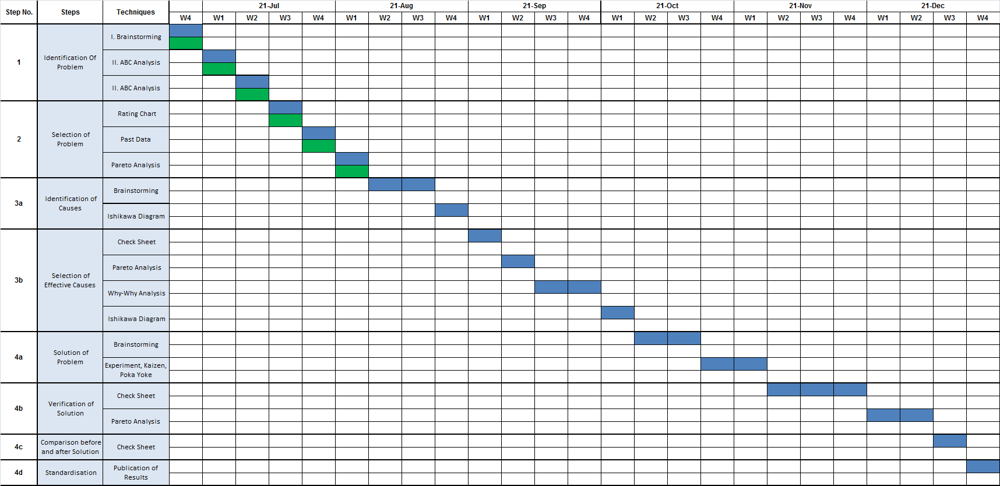 Step No. Steps Techniques 21-Jul 21-Aug 21-Sep 21-Oct 21-Nov 21-Dec
W4 W1 W2 W3 W4 W1 W2 W3 W4 W1 W2 W3 W4 W1 W2 W3 W4 W1 W2 W3 W4 W1 W2 W3 W4
1
Identification Of
Problem
I. Brainstorming
II. ABC Analysis
II. ABC Analysis
2
Selection of
Problem
Rating Chart
Past Data
Pareto Analysis
3a
Identification of
Causes
Brainstorming
Ishikawa Diagram
3b
Selection of
Effective Causes
Check Sheet
Pareto Analysis
Why-Why Analysis
Ishikawa Diagram
4a
Solution of
Problem
Brainstorming
Experiment, Kaizen,
Poka Yoke
4b
Verification of
Solution
Check Sheet
Pareto Analysis
4c
Comparison before
and after Solution
Check Sheet
4d
Standardisation
Publication of
Results